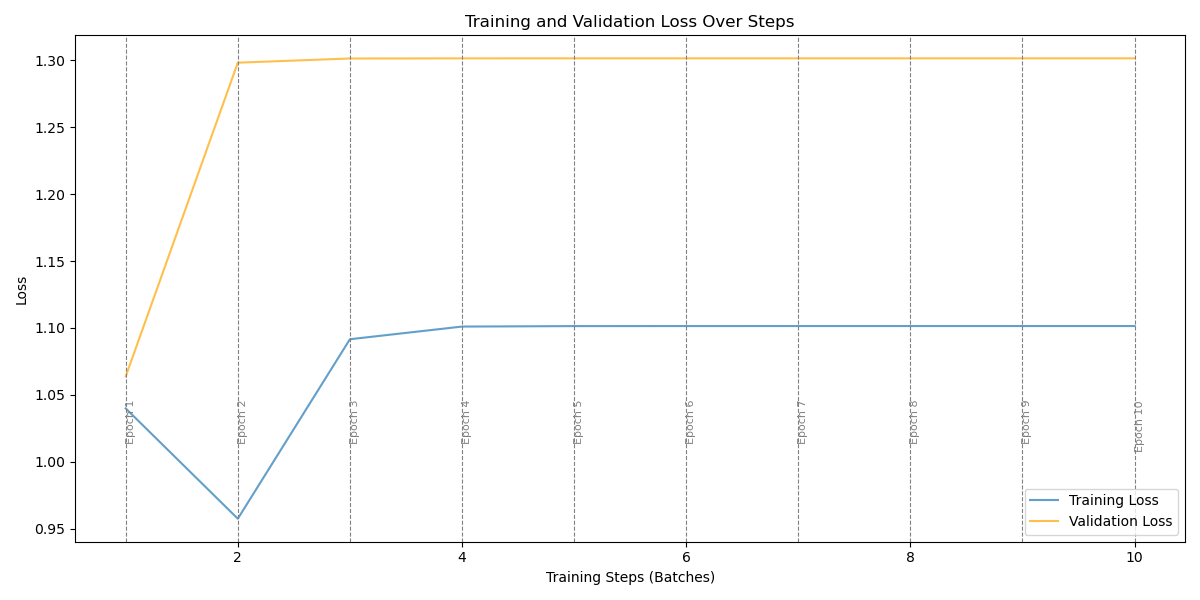 Training and Validation Loss Over Steps
Loss
1.30
1.25
1.20
1.15
1.10
1.05
1.00
0.95
Epoch 1
Epoch 2
Epoch 3
Epoch 4
Epoch 5
Epoch 6
Epoch 7
Epoch 8
Epoch 9
Epoch 10
Training Loss
Validation Loss
2
4
6
8
10
Training Steps (Batches)